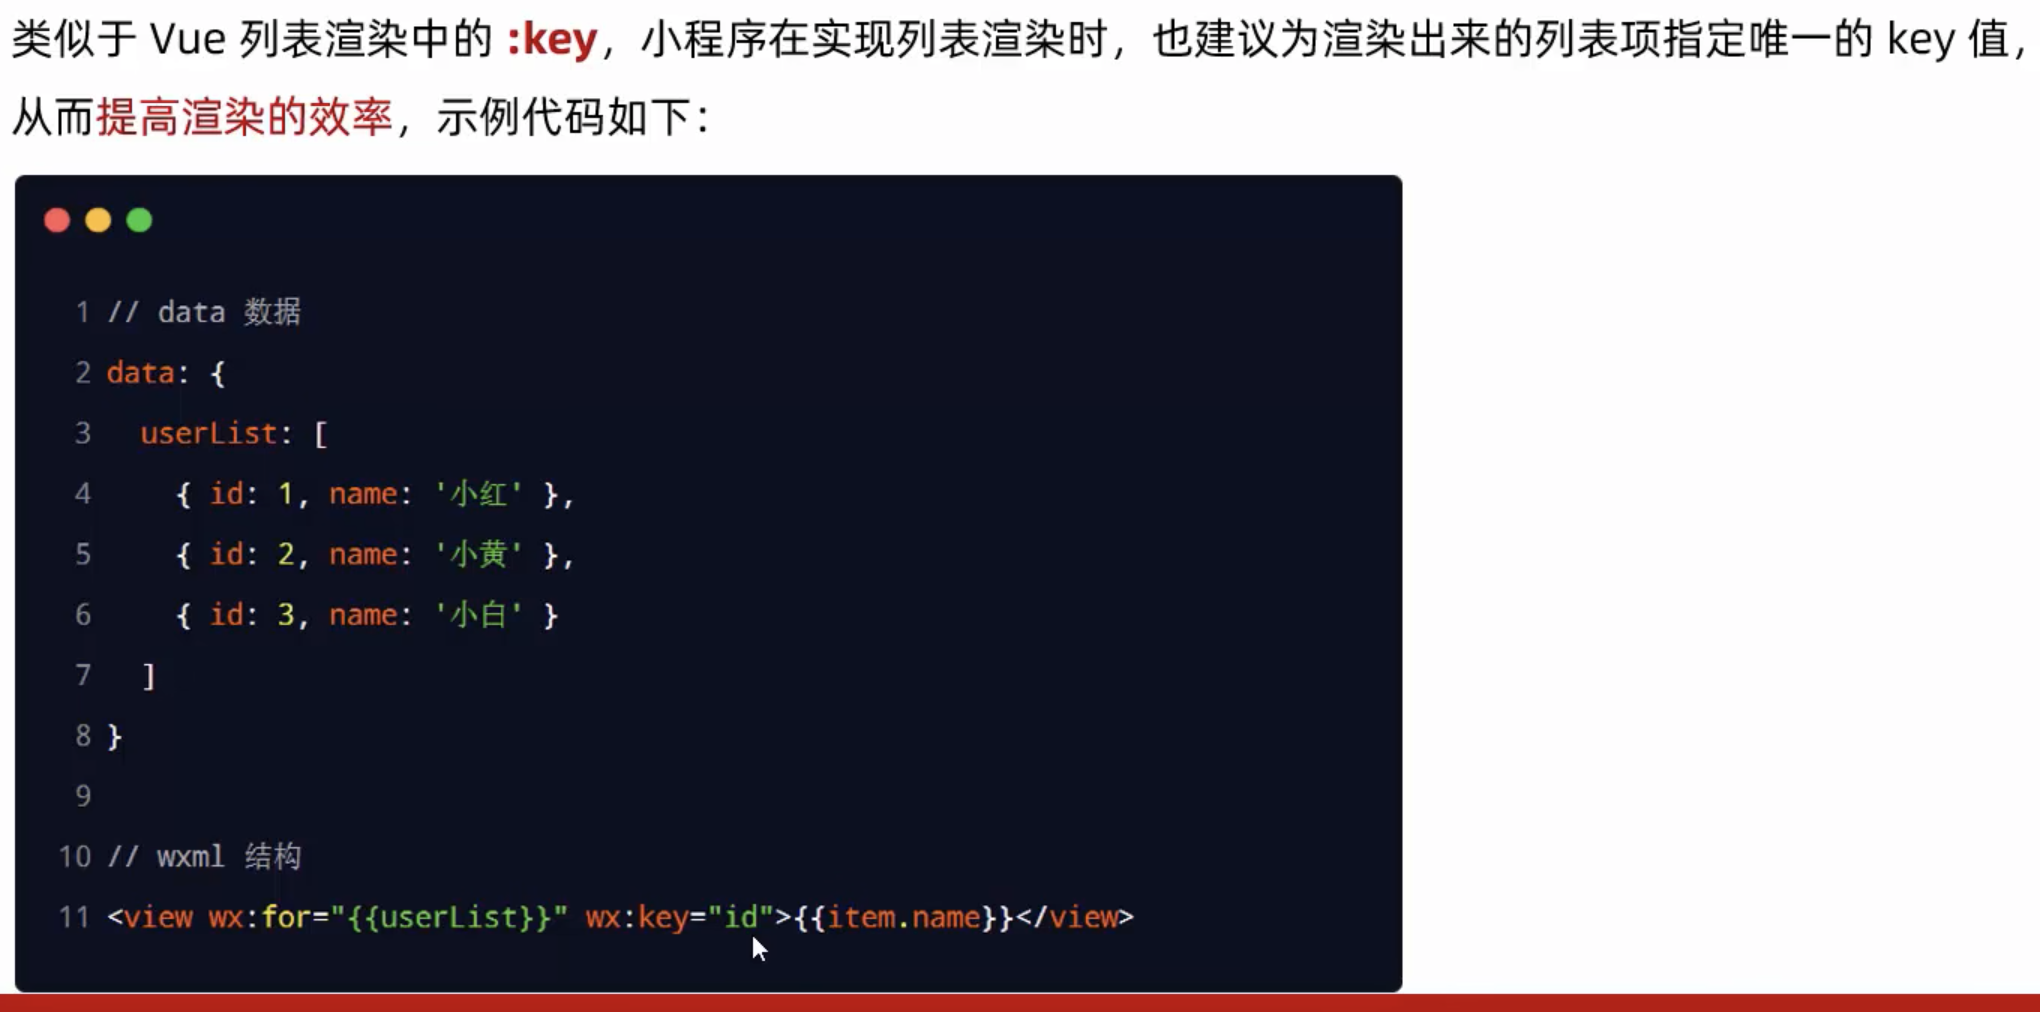 类似于 Vue 列表渲染中的 :key，小程序在实现列表渲染时，也建议为渲染出来的列表项指定唯一的 key 值，
从而提高渲染的效率，示例代码如下：
1 // data 数据
2 data: {
3   userList: [
4     { id: 1, name: '小红' },
5     { id: 2, name: '小黄' },
6     { id: 3, name: '小白' }
7   ]
8 }
9
10 // wxml 结构
11 <view wx:for="{{userList}}" wx:key="id">{{item.name}}</view>